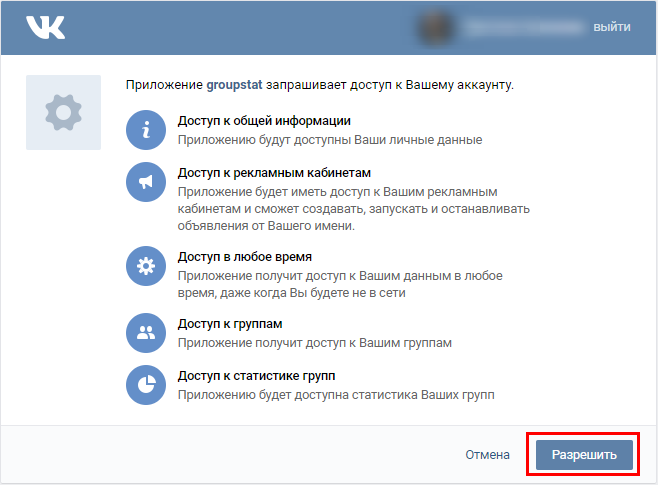 VK
выйти
Приложение groupstat запрашивает доступ к Вашему аккаунту.
Доступ к общей информации
Приложению будут доступны Ваши личные данные
Доступ к рекламным кабинетам
Приложение будет иметь доступ к Вашим рекламным
кабинетам и сможет создавать, запускать и останавливать
объявления от Вашего имени.
Доступ в любое время
Приложение получит доступ к Вашим данным в любое
время, даже когда Вы будете не в сети
Доступ к группам
Приложение получит доступ к Вашим группам
Доступ к статистике групп
Приложению будет доступна статистика Ваших групп
Отмена
Разрешить